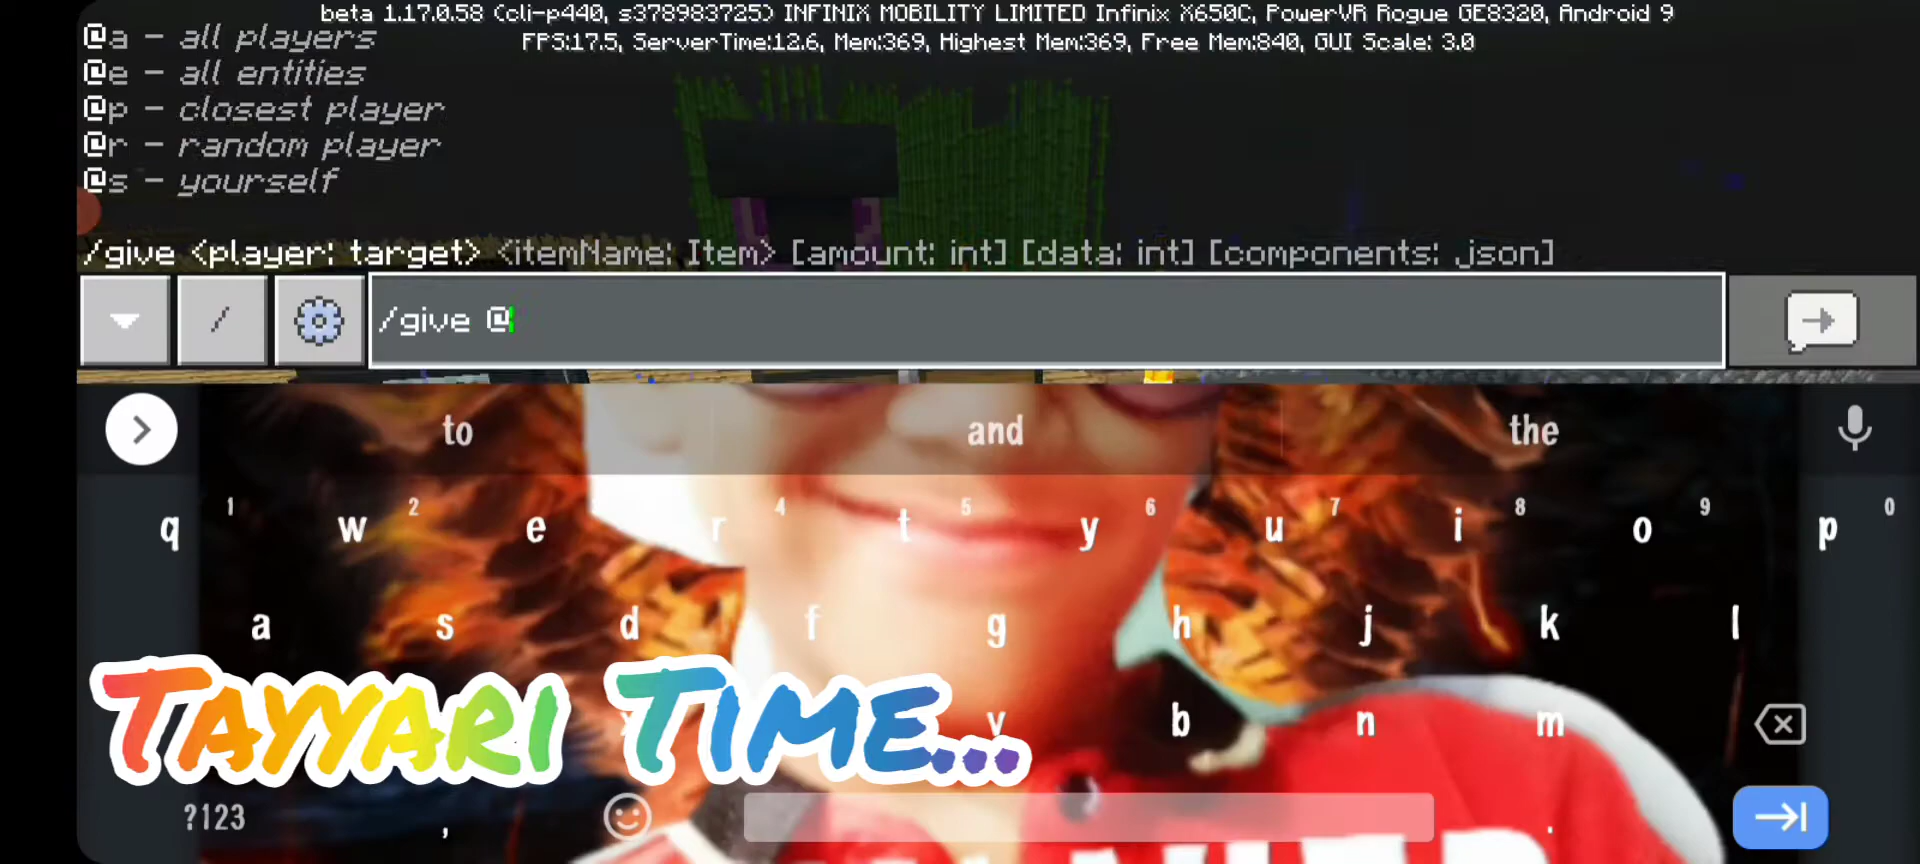 beta 1.17.0.58 (cli-p440, s378983725) INFINIX MOBILITY LIMITED Infinix X650C, PowerVR Rogue GE8320, Android 9
FPS:17.5, ServerTime:12.6, Mem:369, Highest Mem:369, Free Mem:840, GUI Scale: 3.0
@a - all players
@e - all entities
@p - closest player
@r - random player
@s - yourself
/give <player: target> <itemName: Item> [amount: int] [data: int] [components: json]
/
/give @
to and the
1 2 4 5 6 7 8 9 0
q w e r t y u i o p
a s d f g h j k l
v b n m
Tayyari Time...
?123 , .